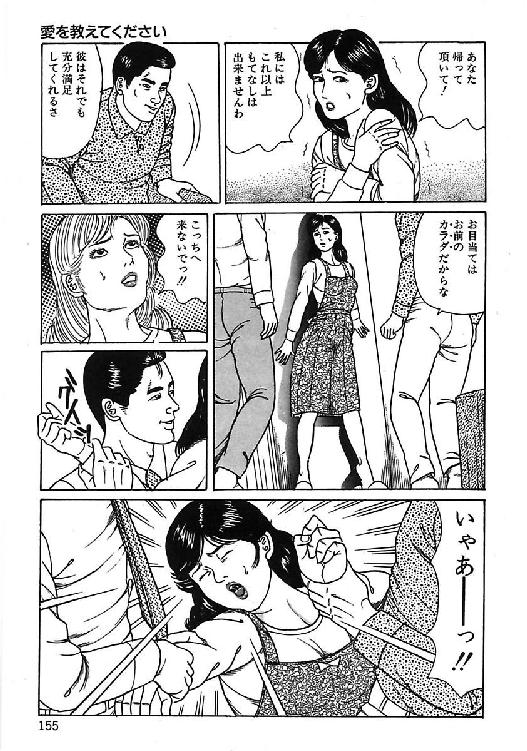 愛を教えてください
あなた
帰って
頂いて！
私には
これ以上
もてなしは
出来ませんわ
彼はそれでも
充分満足
してくれるさ
お目当ては
お前の
カラダだからな
こっちへ
来ないでっ!!
グイッ
いゃあーっ!!
155